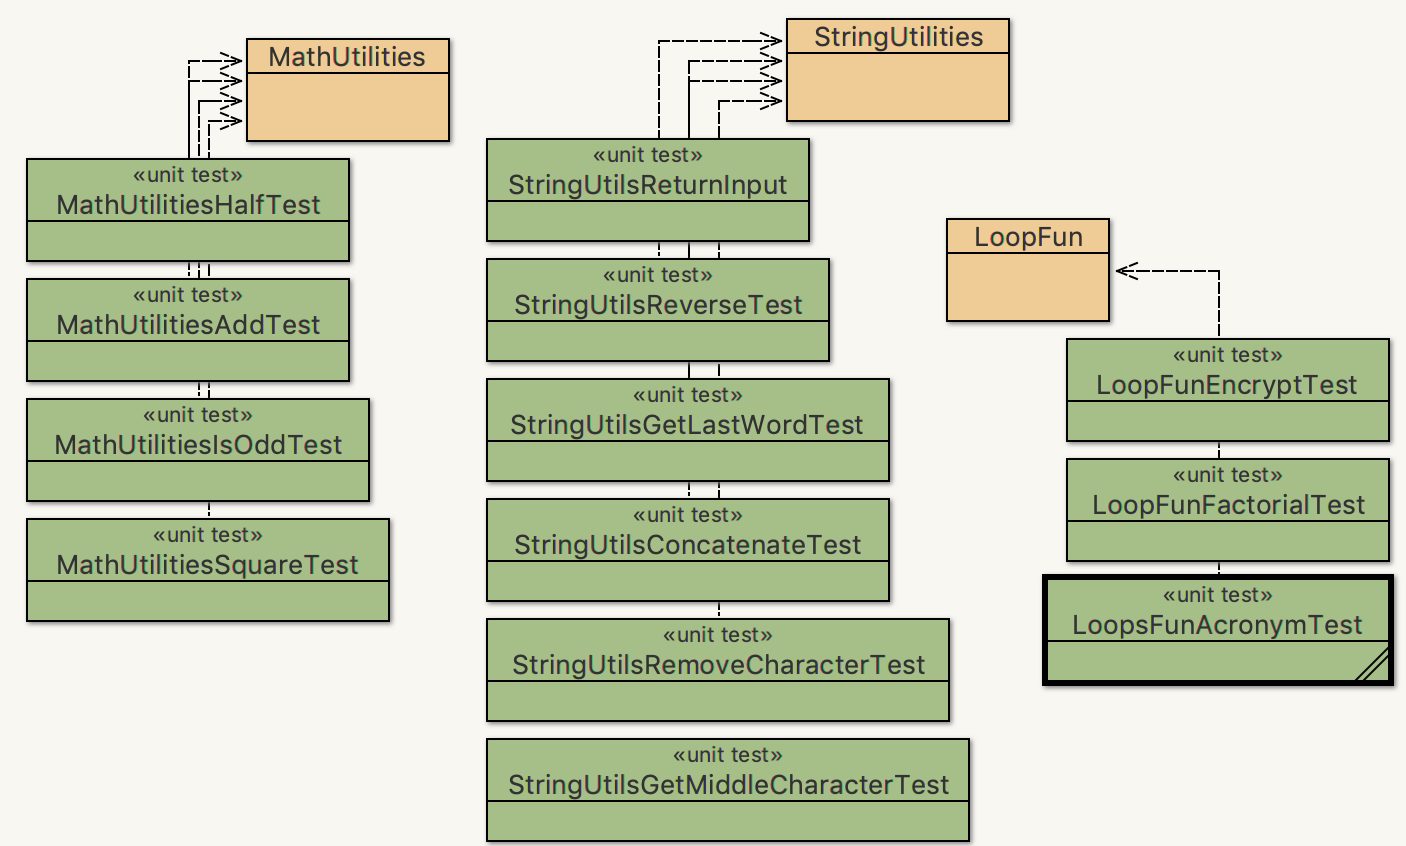 MathUtilities
«unit test»
MathUtilitiesHalfTest
«unit test»
MathUtilitiesAddTest
«unit test»
MathUtilitiesIsOddTest
«unit test»
MathUtilitiesSquareTest
StringUtilities
«unit test»
StringUtilsReturnInput
«unit test»
StringUtilsReverseTest
«unit test»
StringUtilsGetLastWordTest
«unit test»
StringUtilsConcatenateTest
«unit test»
StringUtilsRemoveCharacterTest
«unit test»
StringUtilsGetMiddleCharacterTest
LoopFun
«unit test»
LoopFunEncryptTest
«unit test»
LoopFunFactorialTest
«unit test»
LoopsFunAcronymTest